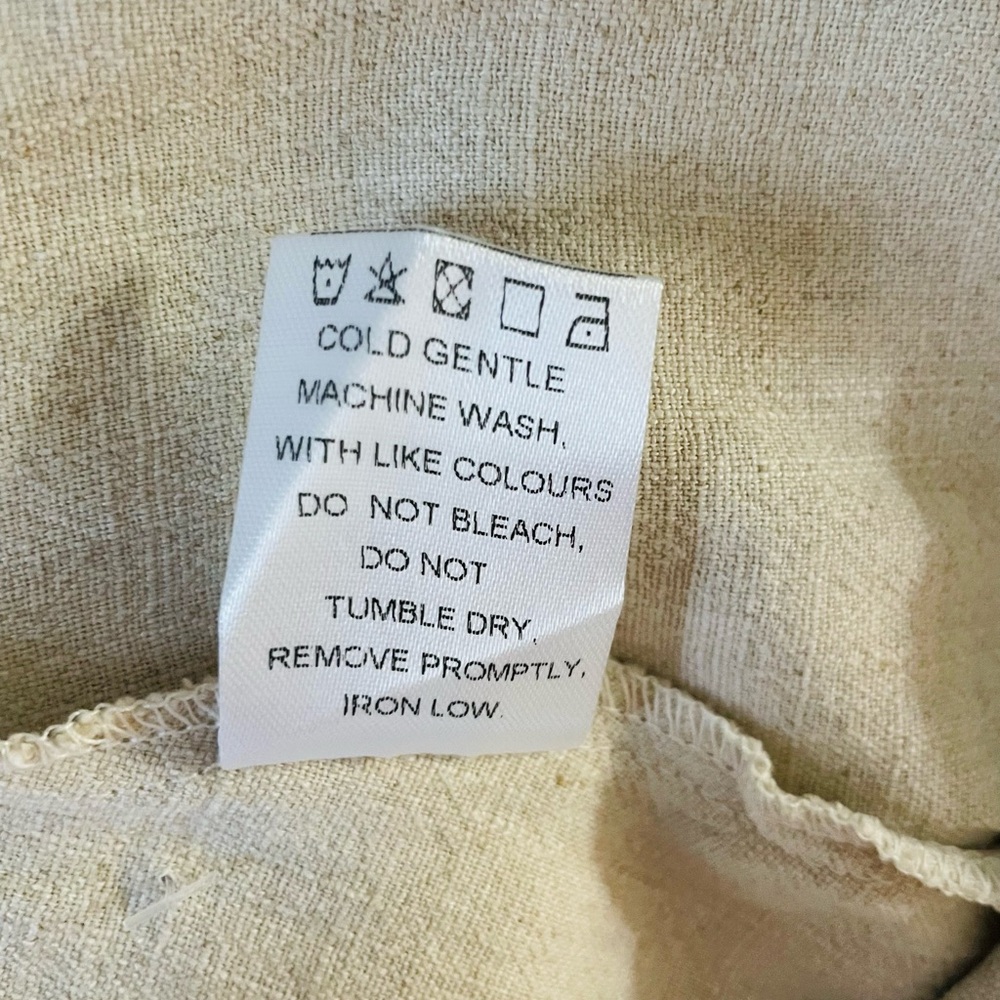 COLD GENTLE
MACHINE WASH,
WITH LIKE COLOURS
DO NOT BLEACH,
DO NOT
TUMBLE DRY,
REMOVE PROMPTLY,
IRON LOW.